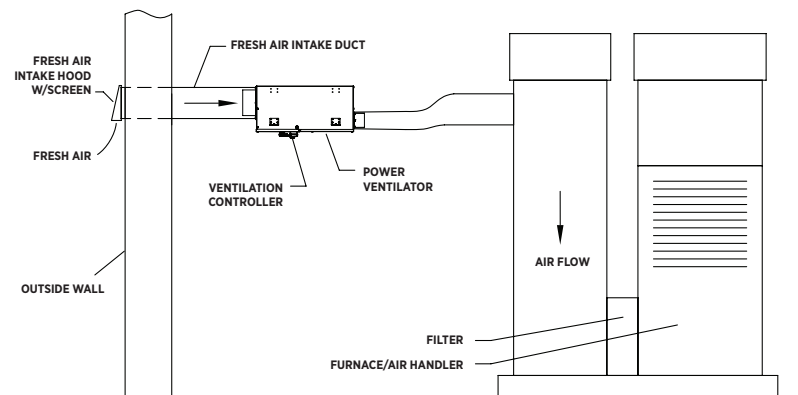 FRESH AIR INTAKE DUCT
FRESH AIR
INTAKE HOOD
W/SCREEN
FRESH AIR
VENTILATION
CONTROLLER
POWER
VENTILATOR
AIR FLOW
OUTSIDE WALL
FILTER
FURNACE/AIR HANDLER